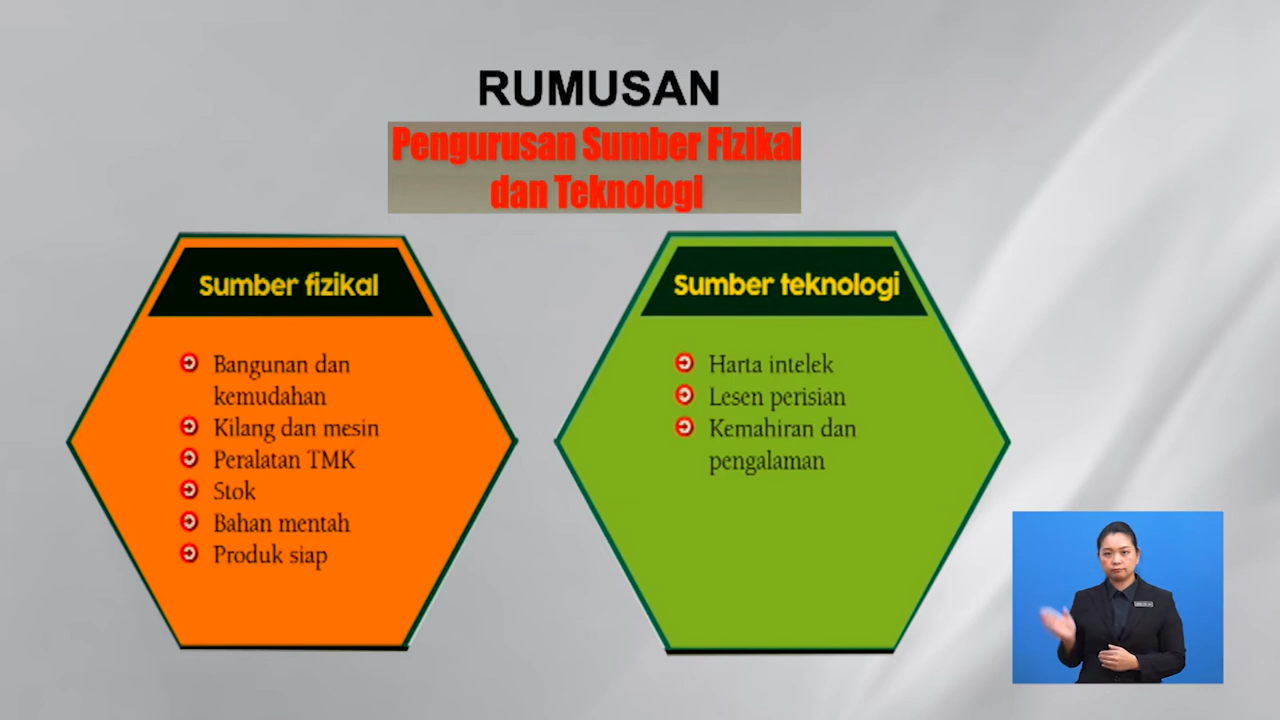 RUMUSAN
Pengurusan Sumber Fizikal
dan Teknologi
Sumber fizikal
Bangunan dan
kemudahan
Kilang dan mesin
Peralatan TMK
Stok
Bahan mentah
Produk siap
Sumber teknologi
Harta intelek
Lesen perisian
Kemahiran dan
pengalaman